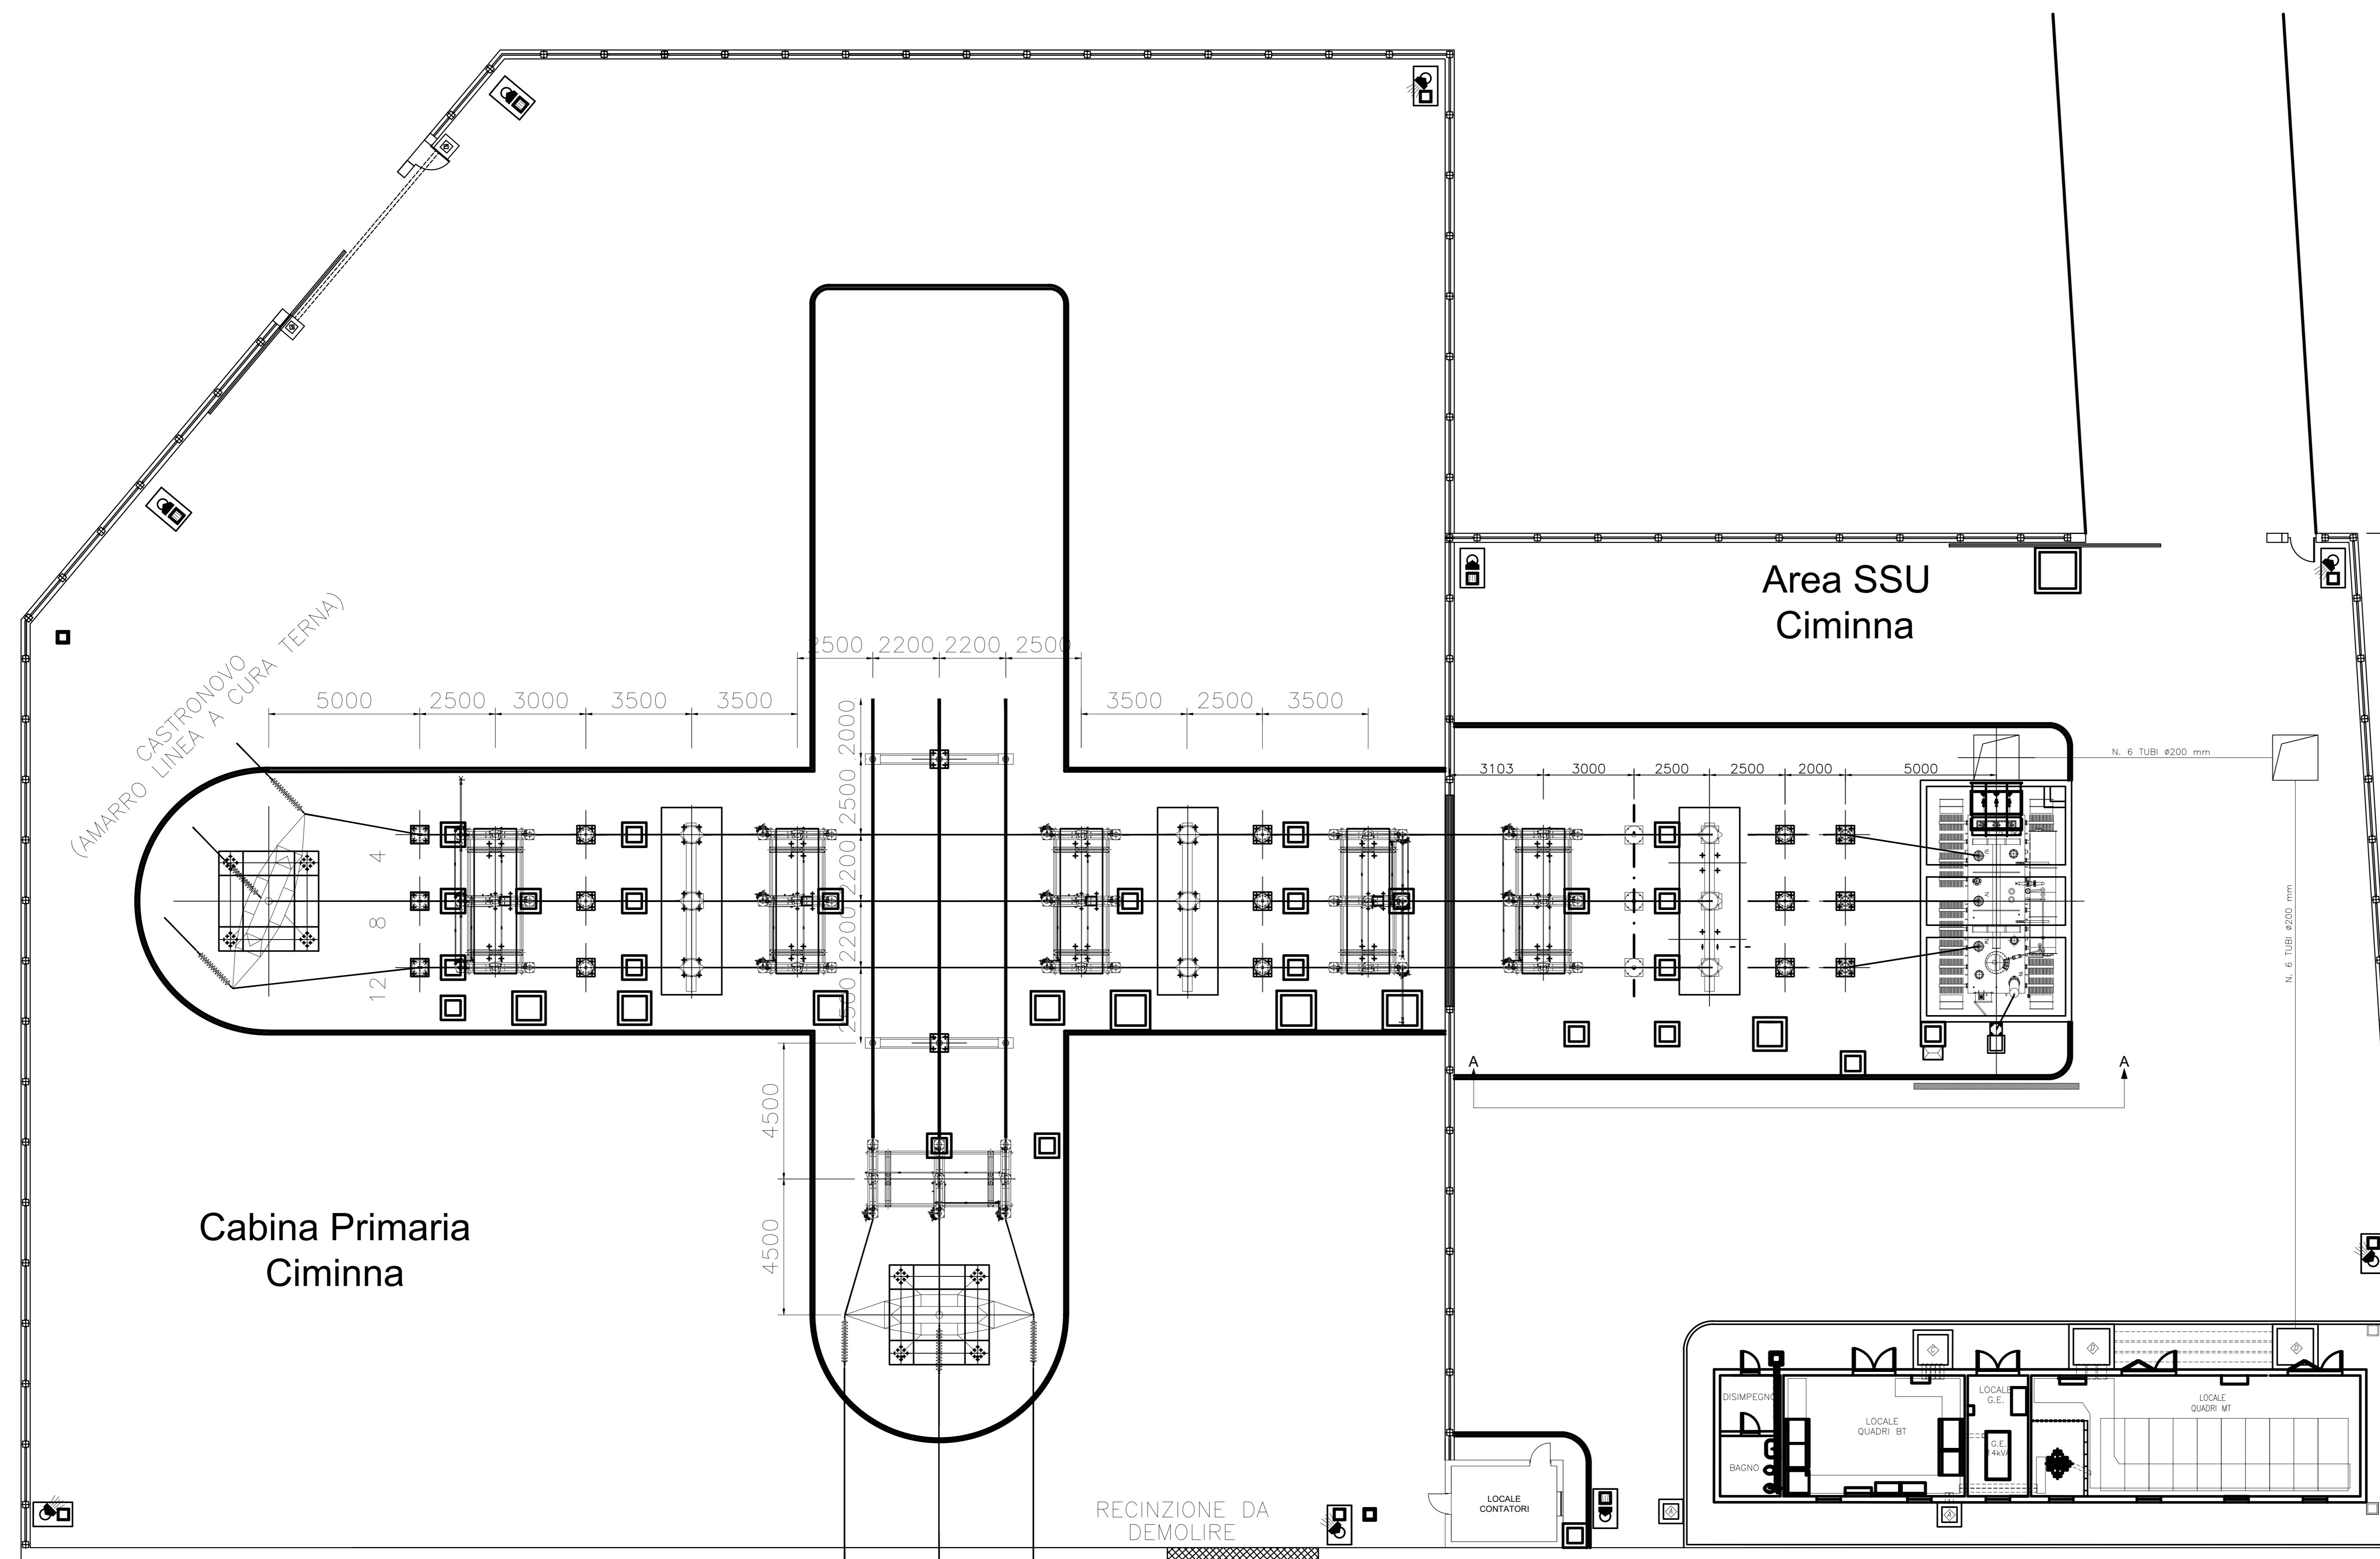 Area SSU
Ciminna
CASTRONOVO
(AMARRO LINEA A CURA TERNA)
2500 2200 2200 2500
5000 2500 3000 3500 3500
3500 2500 3500
2000
2500
2200
2200
2500
4
8
12
3103 3000 2500 2500 2000 5000
N. 6 TUBI ø200 mm
N. 6 TUBI ø200 mm
A A
4500
4500
Cabina Primaria
Ciminna
DISIMPEGNO
BAGNO
LOCALE
QUADRI BT
LOCALE
G.E.
G.E.
14kVA
LOCALE
QUADRI MT
C
D
D
A
A
LOCALE
CONTATORI
RECINZIONE DA
DEMOLIRE